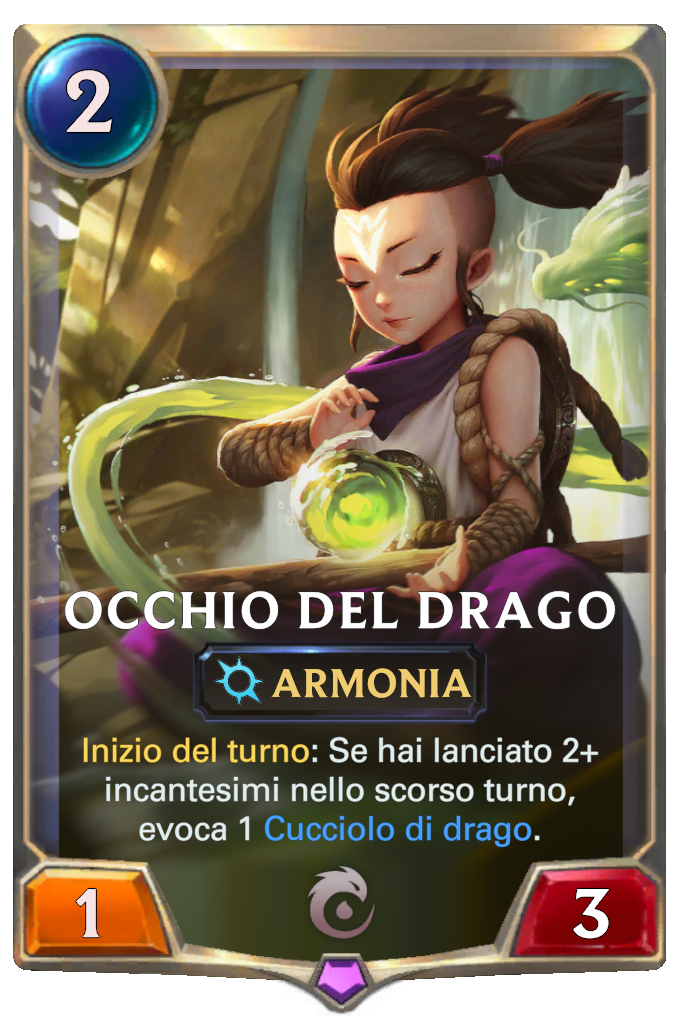 2
OCCHIO DEL DRAGO
ARMONIA
Inizio del turno: Se hai lanciato 2+
incantesimi nello scorso turno,
evoca 1 Cucciolo di drago.
1
3